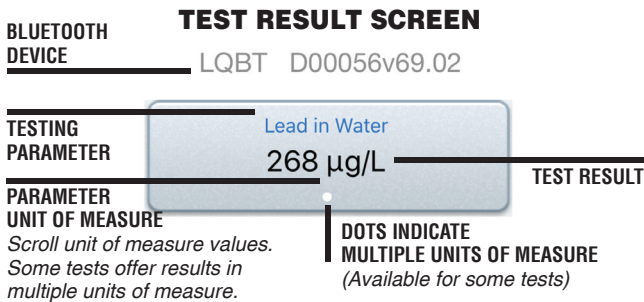 TEST RESULT SCREEN
BLUETOOTH
DEVICE
LQBT D00056v69.02
TESTING
PARAMETER
Lead in Water
268 µg/L
TEST RESULT
PARAMETER
UNIT OF MEASURE
Scroll unit of measure values.
Some tests offer results in
multiple units of measure.
DOTS INDICATE
MULTIPLE UNITS OF MEASURE
(Available for some tests)